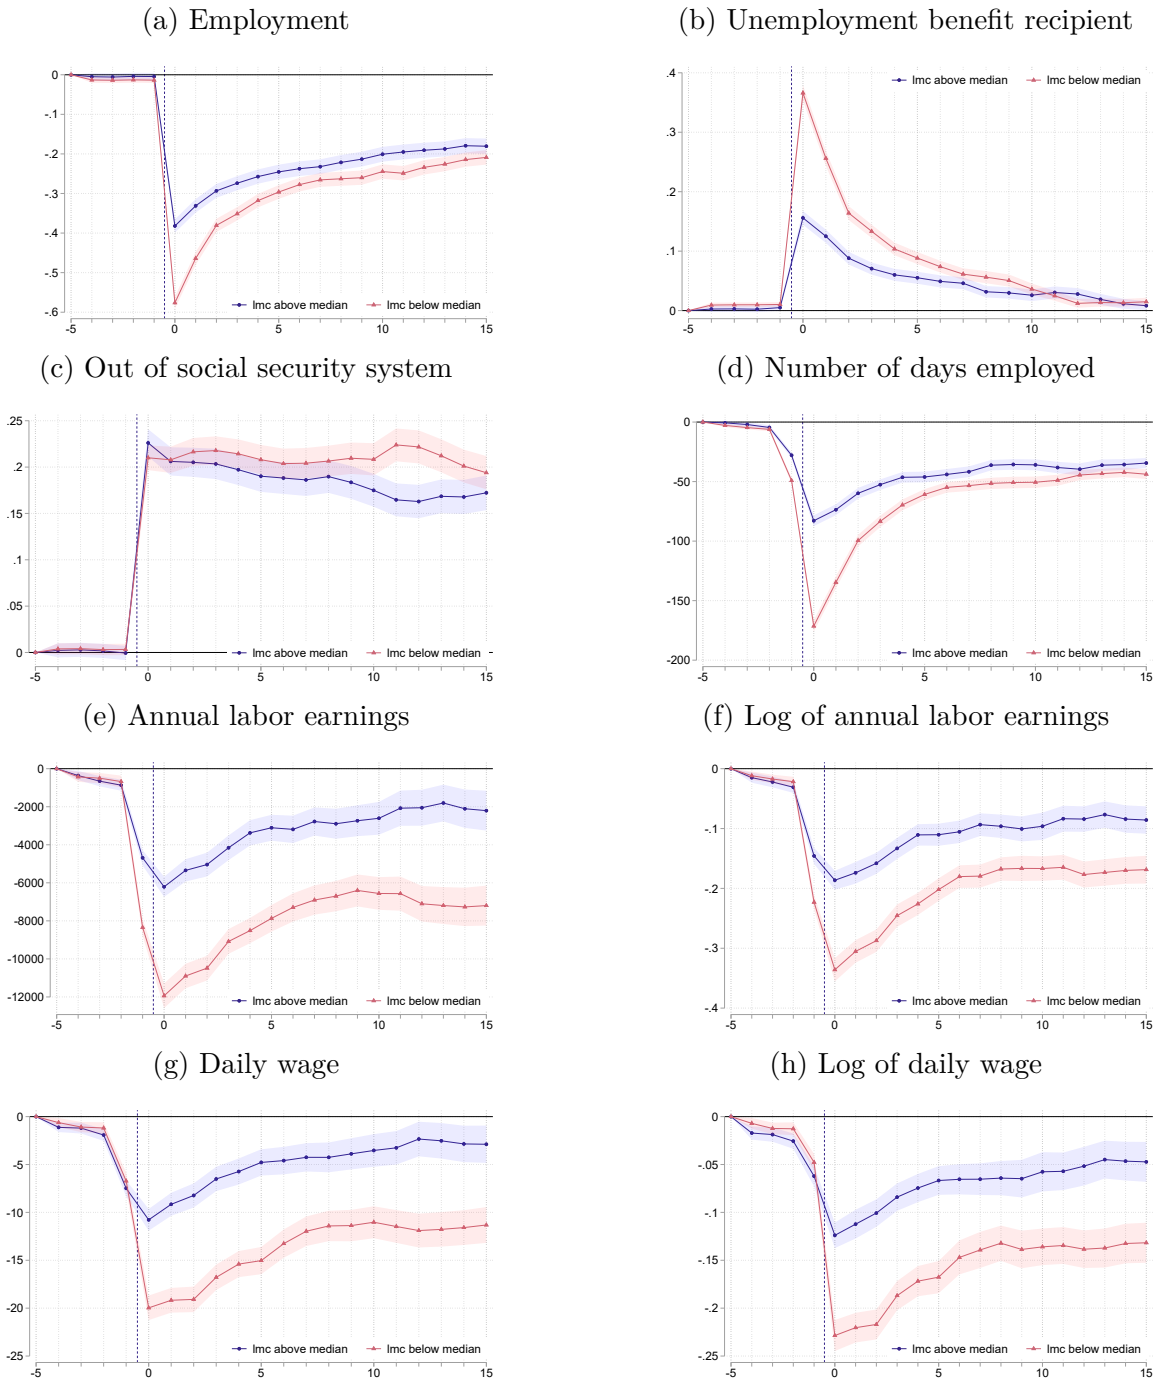 (a) Employment
0
-.1
-.2
-.3
-.4
-.5
-.6
-5 0 5 10 15
lmc above median lmc below median
(b) Unemployment benefit recipient
.4
.3
.2
.1
0
-5 0 5 10 15
lmc above median lmc below median
(c) Out of social security system
.25
.2
.15
.1
.05
0
-5 0 5 10 15
lmc above median lmc below median
(d) Number of days employed
0
-50
-100
-150
-200
-5 0 5 10 15
lmc above median lmc below median
(e) Annual labor earnings
0
-2000
-4000
-6000
-8000
-10000
-12000
-5 0 5 10 15
lmc above median lmc below median
(f) Log of annual labor earnings
0
-.1
-.2
-.3
-.4
-5 0 5 10 15
lmc above median lmc below median
(g) Daily wage
0
-5
-10
-15
-20
-25
-5 0 5 10 15
lmc above median lmc below median
(h) Log of daily wage
0
-.05
-.1
-.15
-.2
-.25
-5 0 5 10 15
lmc above median lmc below median